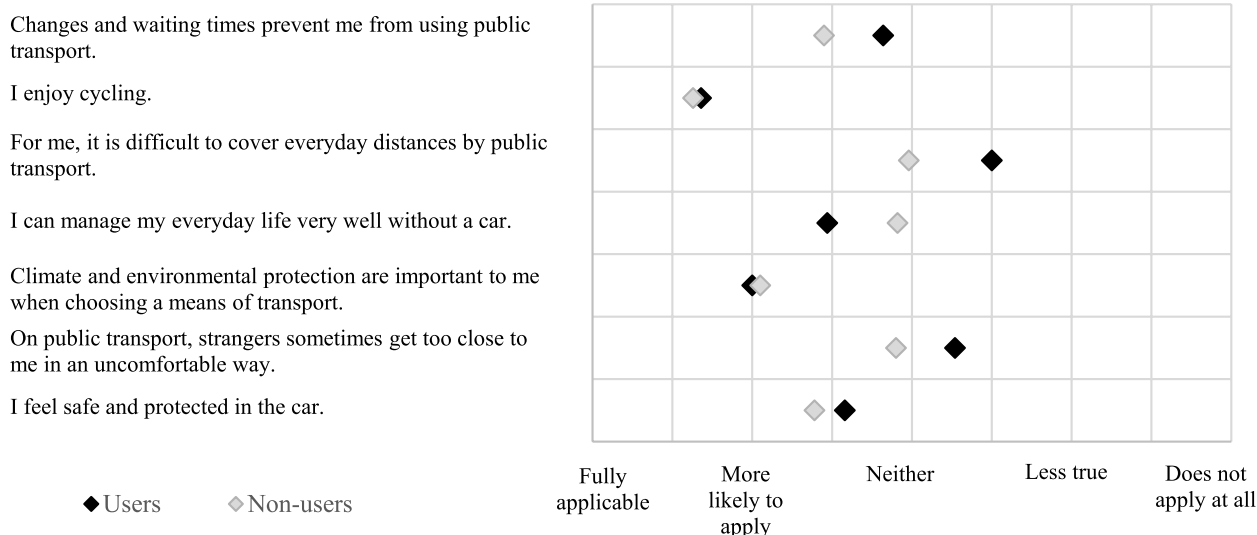 Changes and waiting times prevent me from using public
transport.
I enjoy cycling.
For me, it is difficult to cover everyday distances by public
transport.
I can manage my everyday life very well without a car.
Climate and environmental protection are important to me
when choosing a means of transport.
On public transport, strangers sometimes get too close to
me in an uncomfortable way.
I feel safe and protected in the car.
Fully
applicable
More
likely to
apply
Neither
Less true
Does not
apply at all
Users
Non-users